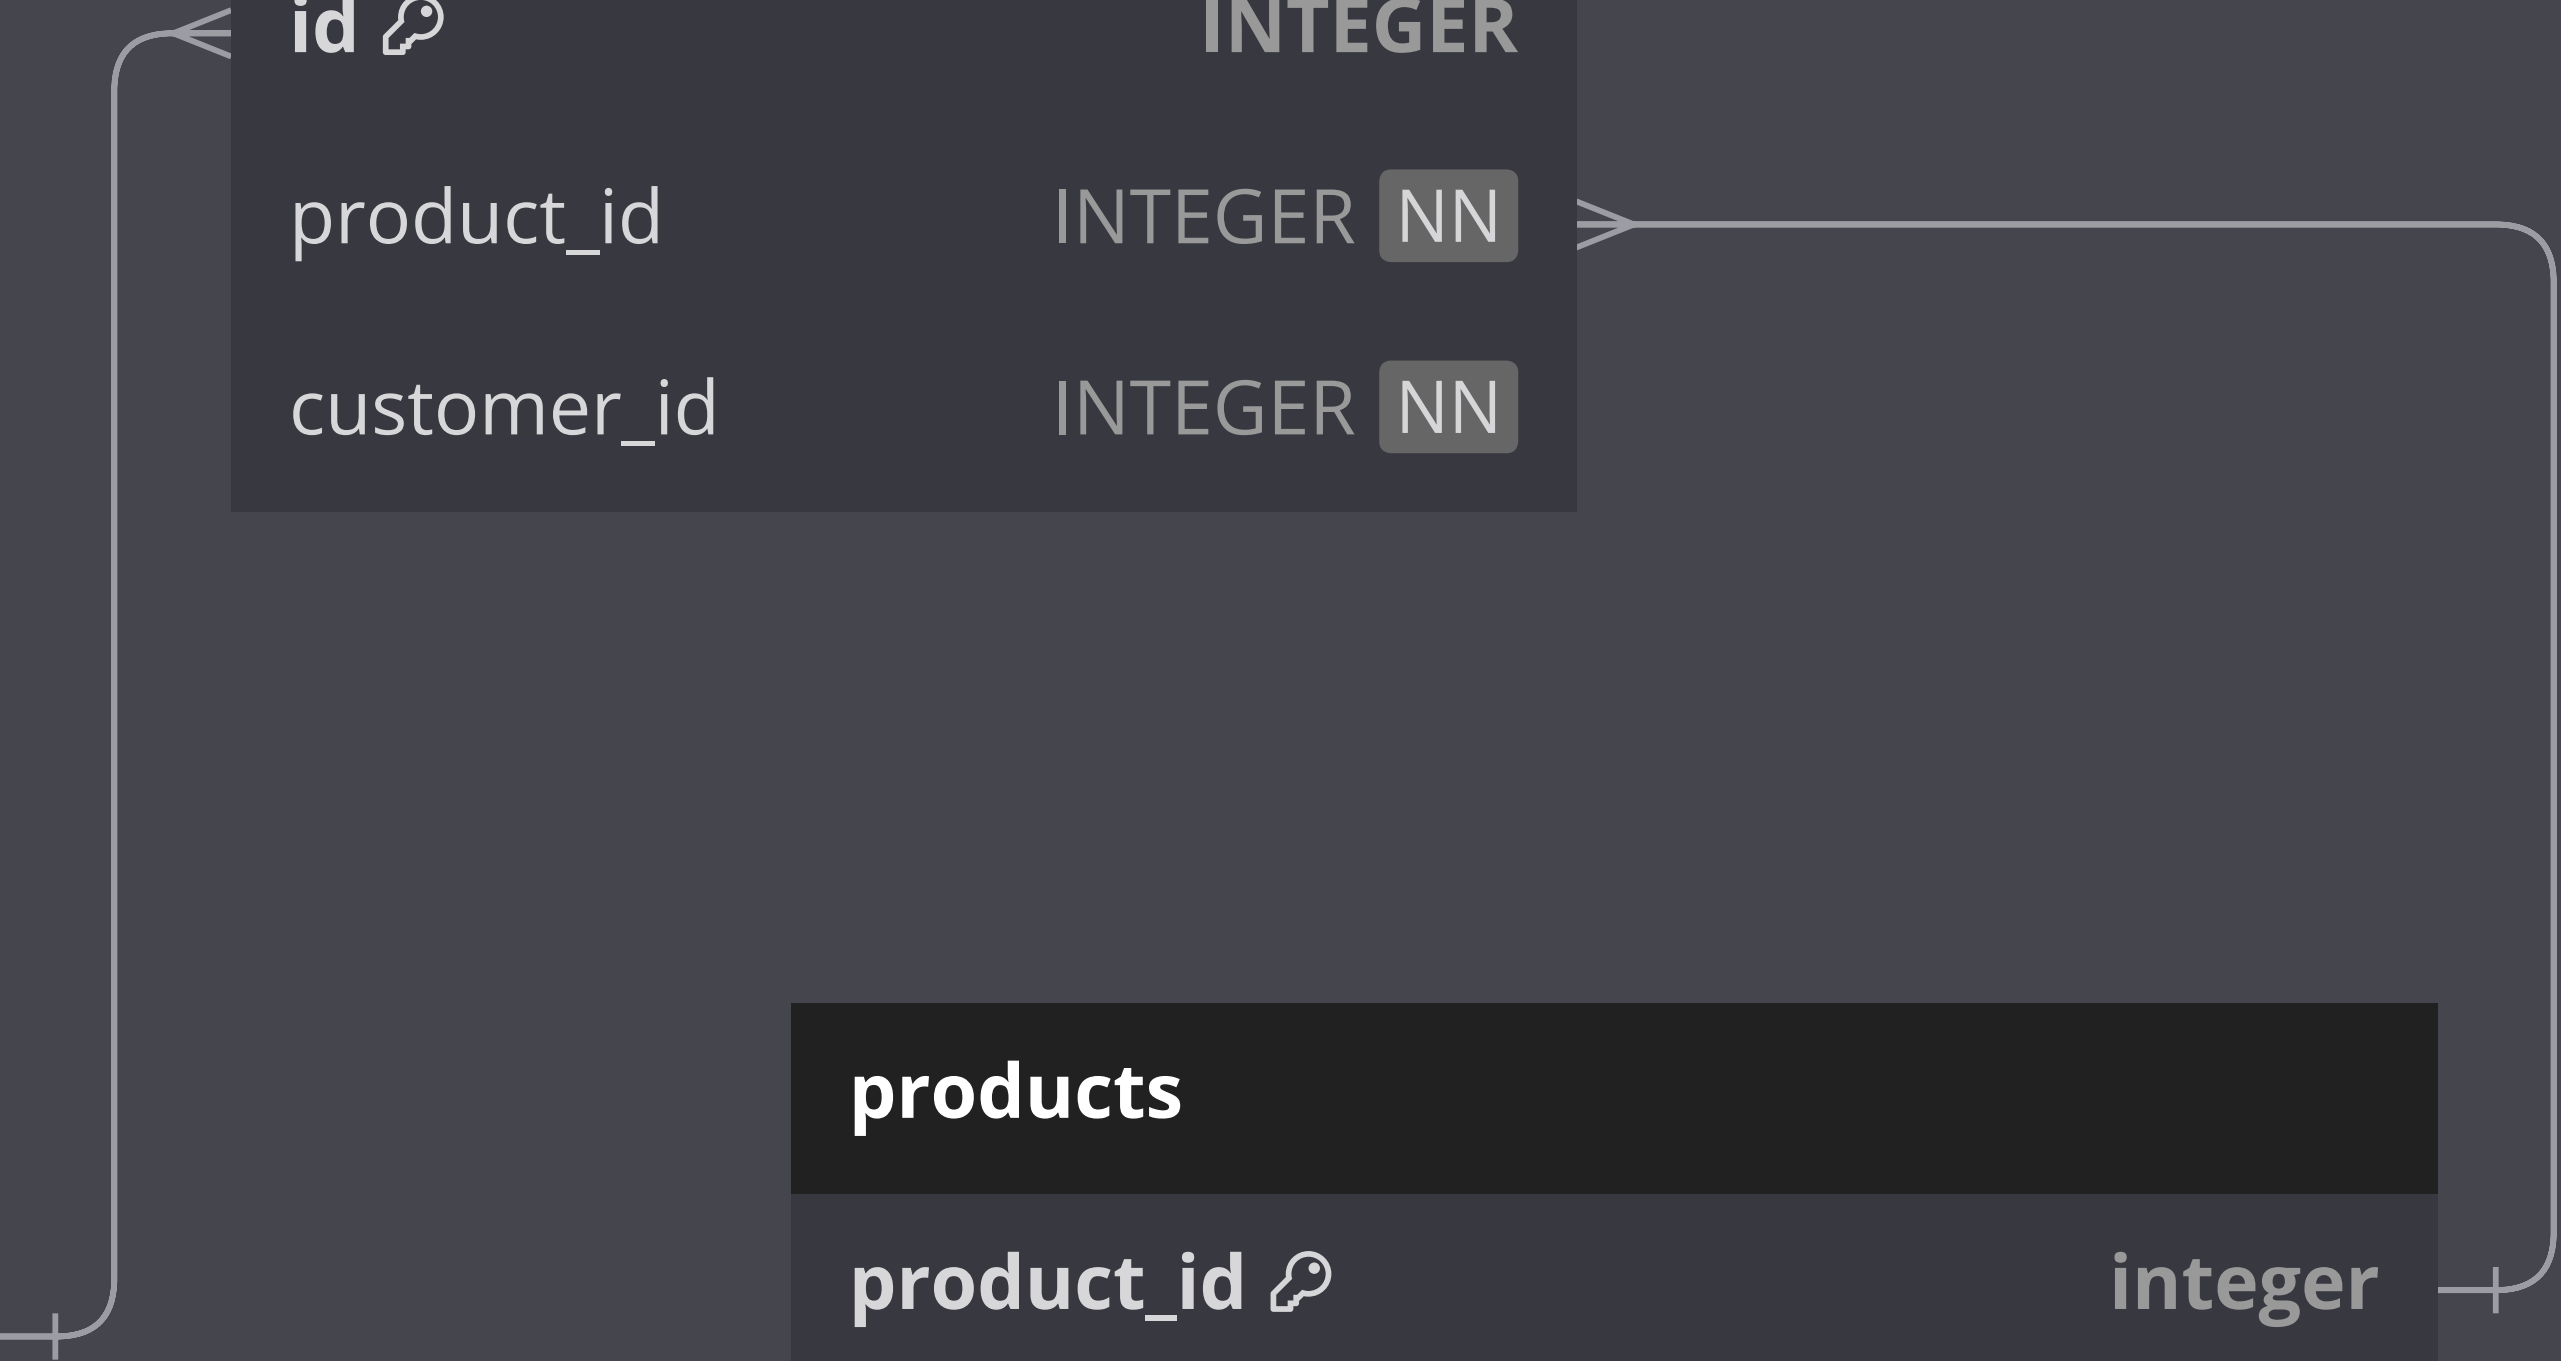 id INTEGER
product_id INTEGER NN
customer_id INTEGER NN
products
product_id integer